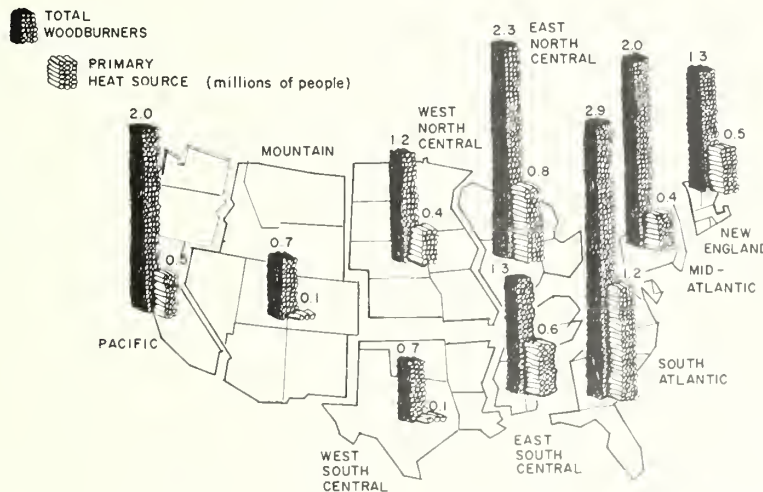 TOTAL
WOODBURNERS
PRIMARY
HEAT SOURCE (millions of people)
2.0
PACIFIC
MOUNTAIN
0.7
0.1
WEST
NORTH
CENTRAL
1.2
0.4
2.3
EAST
NORTH
CENTRAL
0.8
2.0
0.4
MID-
ATLANTIC
1.3
0.5
NEW
ENGLAND
2.9
1.2
SOUTH
ATLANTIC
1.3
0.6
EAST
SOUTH
CENTRAL
0.7
0.1
WEST
SOUTH
CENTRAL